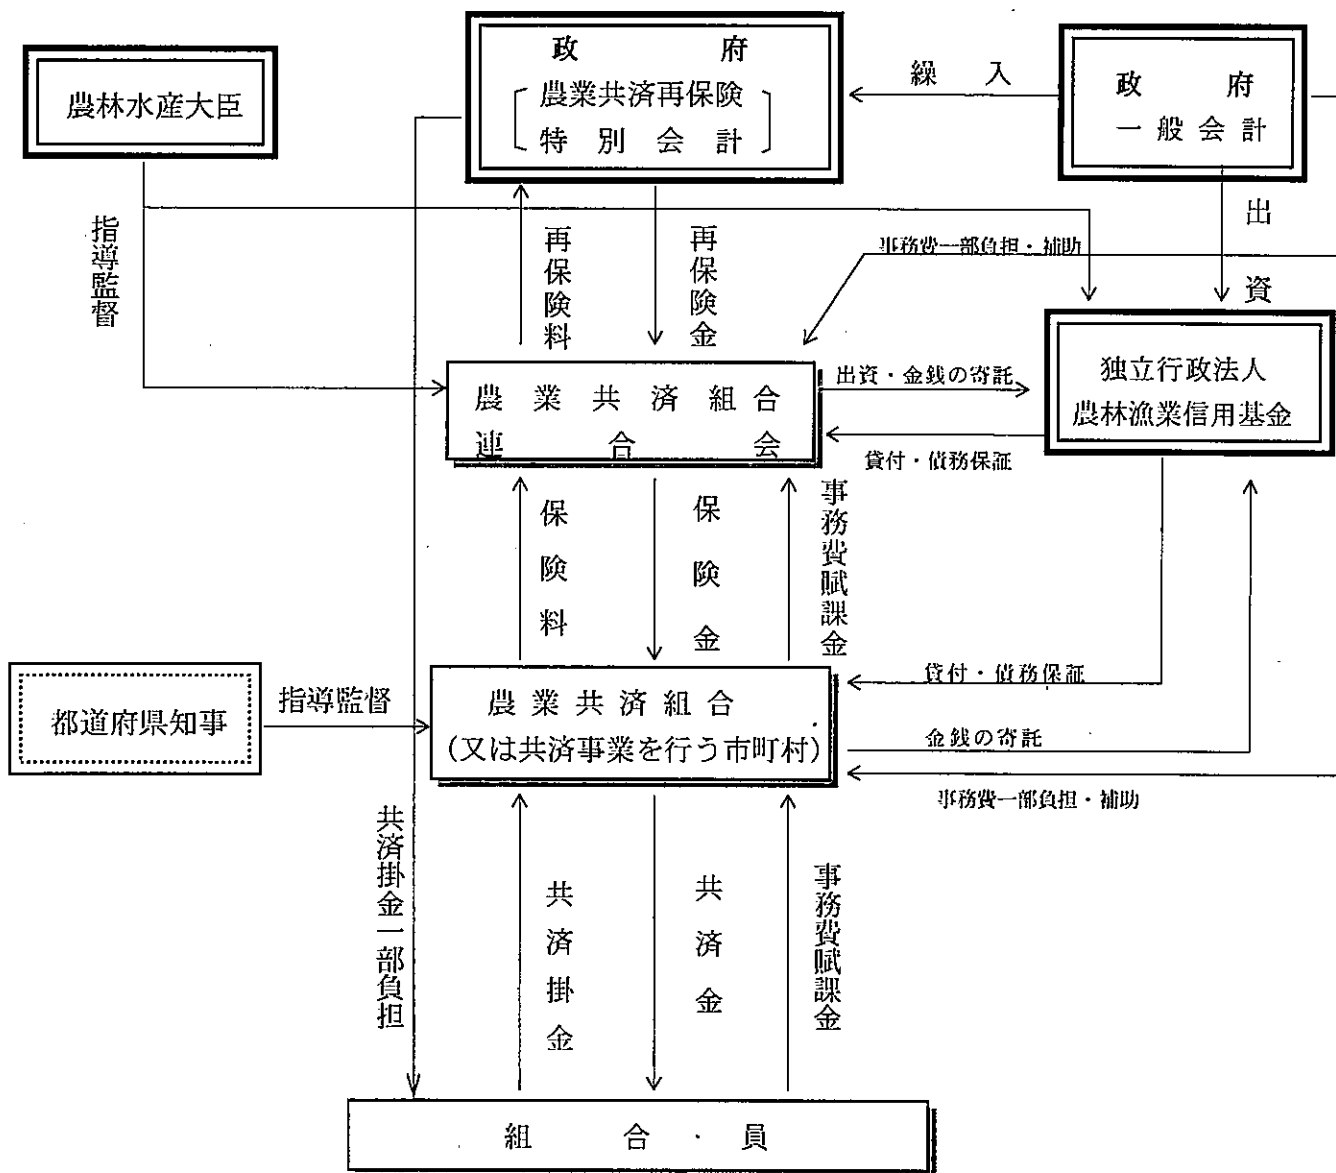 農林水産大臣
政府
農業共済再保険
特別会計
繰入
政府
一般会計
指導監督
再保険料
再保険金
事務費一部負担・補助
出資
農業共済組合
連合会
出資・金銭の寄託
貸付・債務保証
独立行政法人
農林漁業信用基金
保険料
保険金
事務費賦課金
都道府県知事
指導監督
農業共済組合
(又は共済事業を行う市町村)
貸付・債務保証
金銭の寄託
事務費一部負担・補助
共済掛金一部負担
共済掛金
共済金
事務費賦課金
組合員